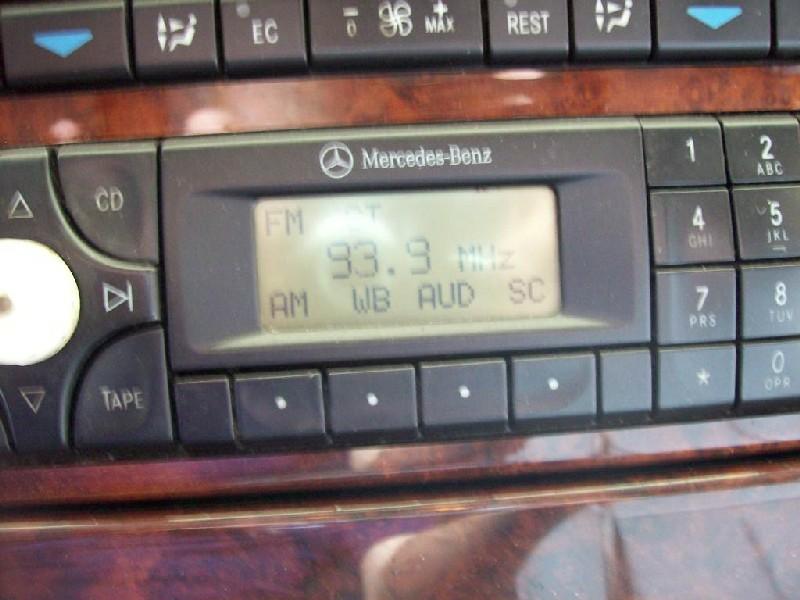 EC
- 0 + MAX
REST
Mercedes-Benz
CD
FM ST
93.9 MHz
AM WB AUD SC
TAPE
1
2 ABC
4 GHI
5 JKL
7 PRS
8 TUV
*
0 OPR